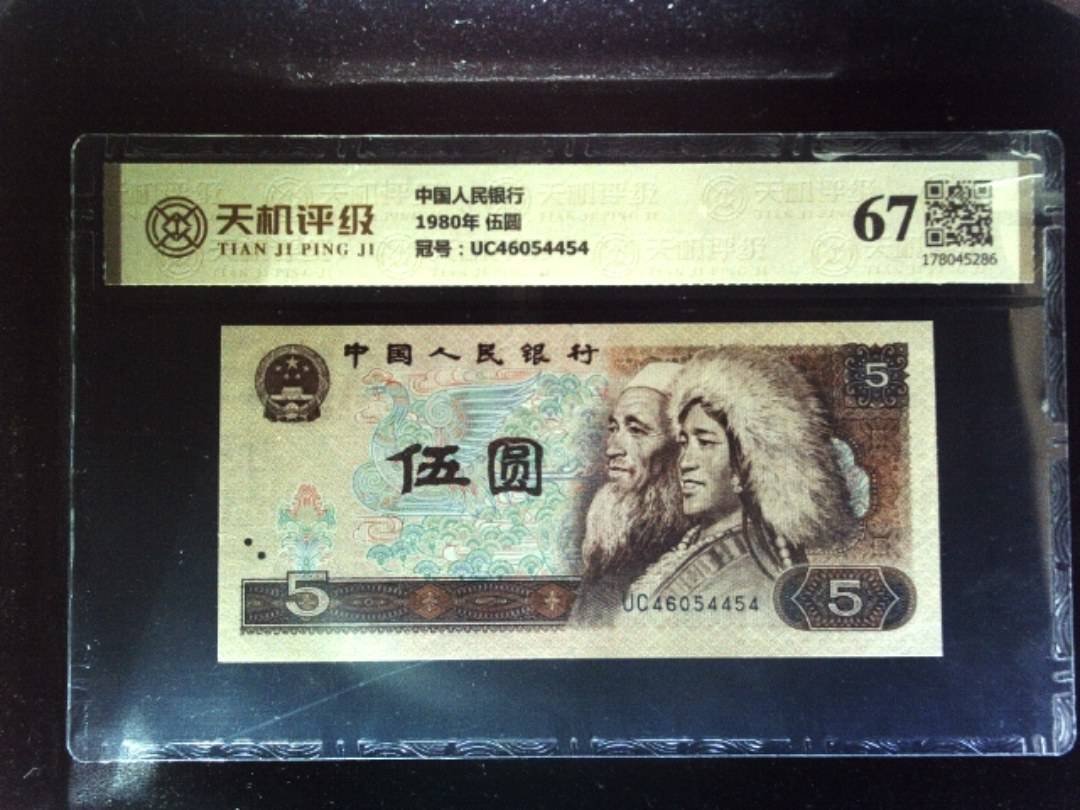 天机评级
TIAN JI PING JI
中国人民银行
1980年 伍圆
冠号：UC46054454
67
178045286
中国人民银行
5
伍圆
5
UC46054454
5